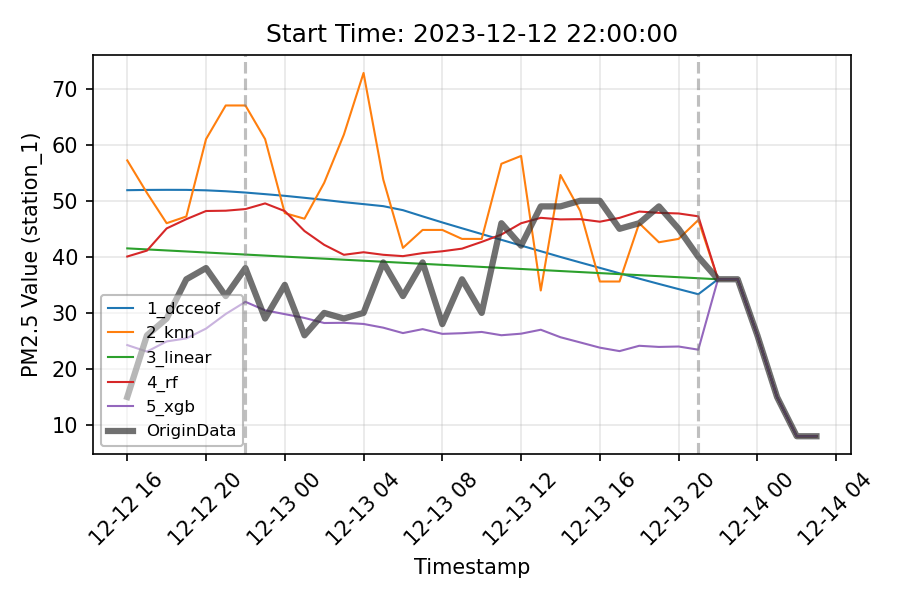 Start Time: 2023-12-12 22:00:00
PM2.5 Value (station_1)
70
60
50
40
30
20
10
1_dcceof
2_knn
3_linear
4_rf
5_xgb
OriginData
12-12 16
12-12 20
12-13 00
12-13 04
12-13 08
12-13 12
12-13 16
12-13 20
12-14 00
12-14 04
Timestamp